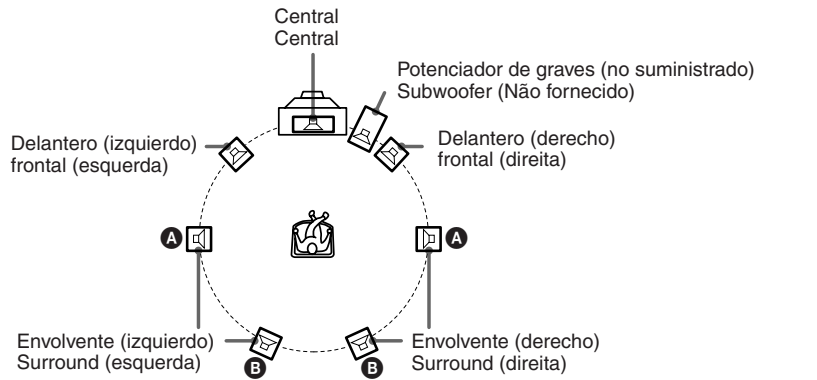 Central
Central
Potenciador de graves (no suministrado)
Subwoofer (Não fornecido)
Delantero (izquierdo)
frontal (esquerda)
Delantero (derecho)
frontal (direita)
A
A
Envolvente (izquierdo)
Surround (esquerda)
Envolvente (derecho)
Surround (direita)
B
B